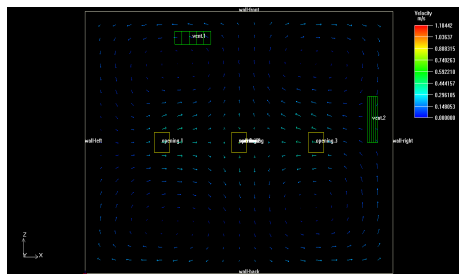 wall-front
Velocity
m/s
1.18442
1.03637
0.888315
0.740263
0.592210
0.444157
0.296105
0.148053
0.000000
vent.1
vent.2
wall-left
opening.1
opening.3
wall-right
Z
Y
X
wall-back